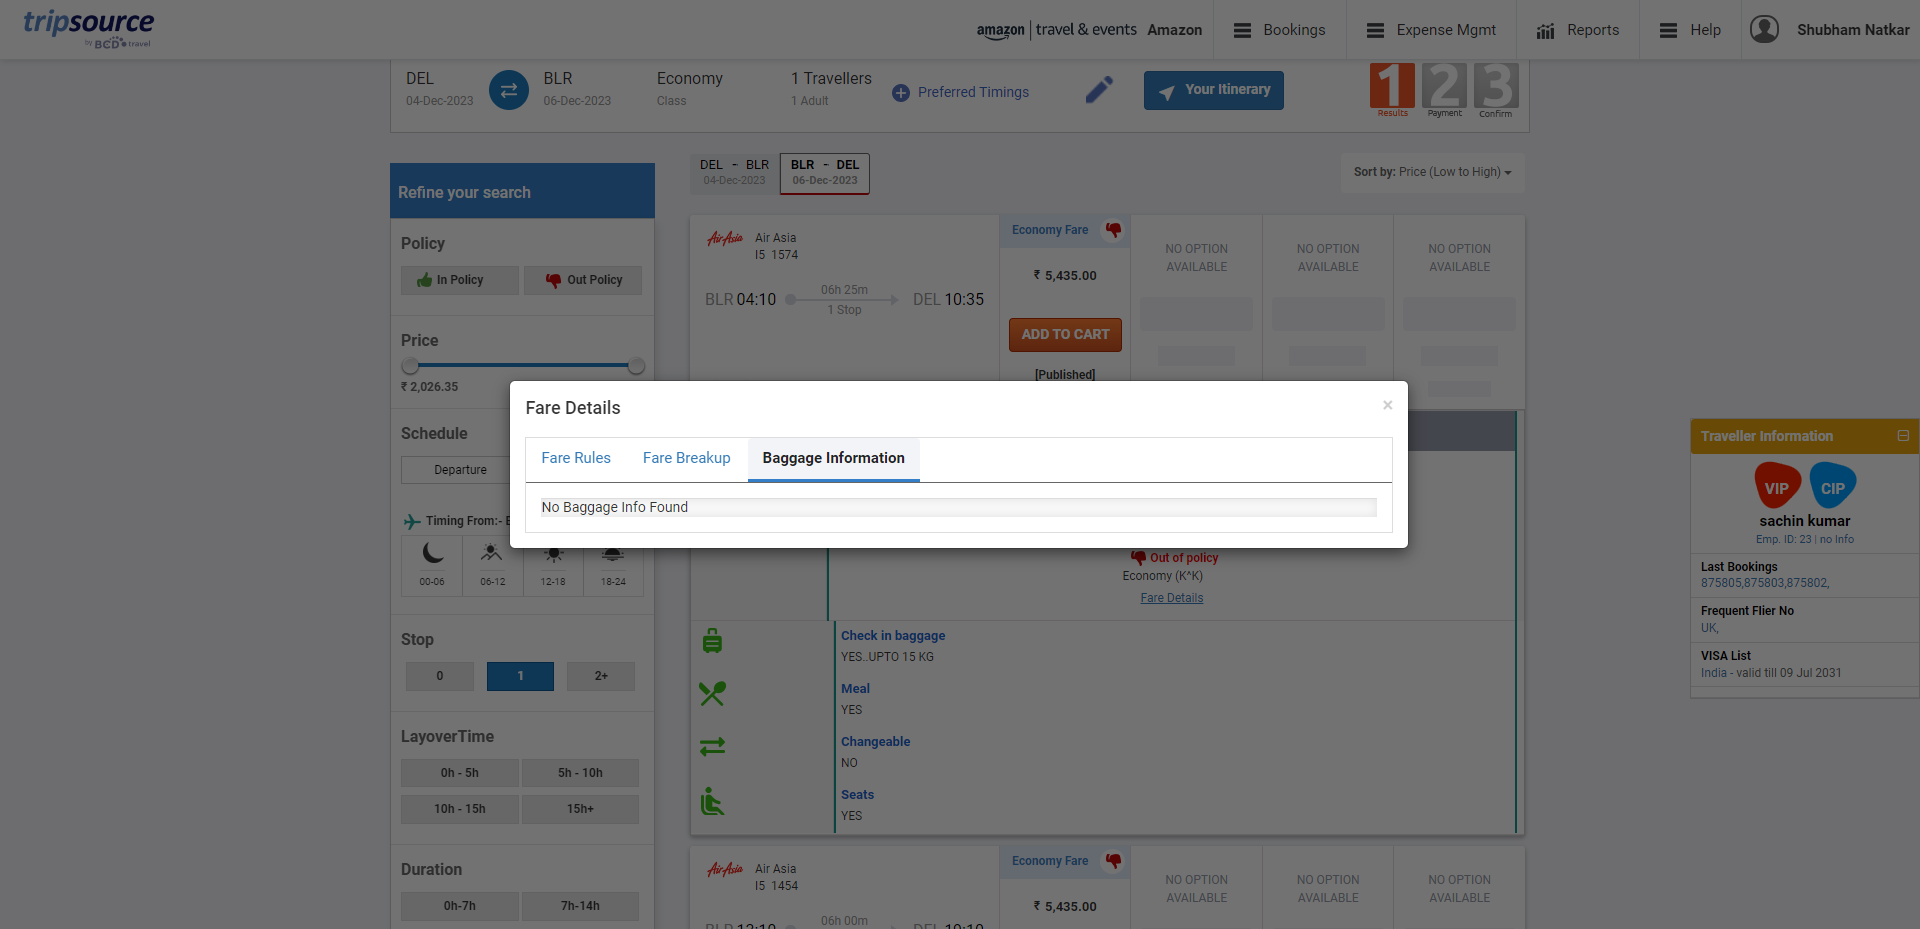 tripsource
by BCD travel
amazon travel & events Amazon
Bookings
Expense Mgmt
Reports
Help
Shubham Natkar
DEL
04-Dec-2023
BLR
06-Dec-2023
Economy
Class
1 Travellers
1 Adult
Preferred Timings
Your Itinerary
1 2 3
Results Payment Confirm
Refine your search
Policy
In Policy Out Policy
Price
₹ 2,026.35
Schedule
Departure
Timing From:-
00-06 06-12 12-18 18-24
Stop
0 1 2+
LayoverTime
0h - 5h 5h - 10h
10h - 15h 15h+
Duration
0h-7h 7h-14h
DEL - BLR
04-Dec-2023
BLR - DEL
06-Dec-2023
Sort by: Price (Low to High)
AirAsia
Air Asia
I5 1574
BLR 04:10
06h 25m
1 Stop
DEL 10:35
Economy Fare
₹ 5,435.00
ADD TO CART
[Published]
NO OPTION
AVAILABLE
NO OPTION
AVAILABLE
NO OPTION
AVAILABLE
Fare Details
×
Fare Rules Fare Breakup Baggage Information
No Baggage Info Found
Out of policy
Economy (K^K)
Fare Details
Check in baggage
YES..UPTO 15 KG
Meal
YES
Changeable
NO
Seats
YES
AirAsia
Air Asia
I5 1454
06h 00m
Economy Fare
₹ 5,435.00
NO OPTION
AVAILABLE
NO OPTION
AVAILABLE
NO OPTION
AVAILABLE
Traveller Information
VIP CIP
sachin kumar
Emp. ID: 23 | no Info
Last Bookings
875805,875803,875802,
Frequent Flier No
UK,
VISA List
India - valid till 09 Jul 2031